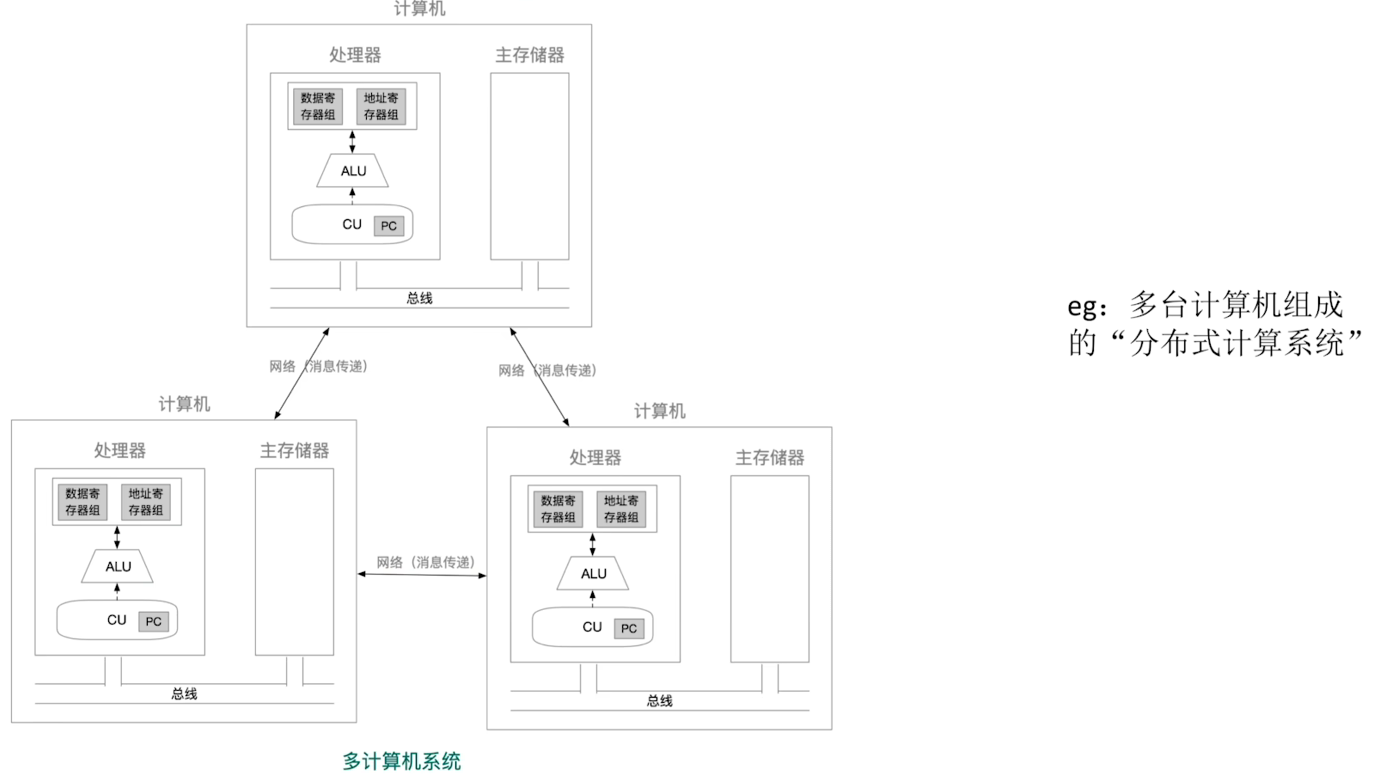 计算机
处理器
主存储器
数据寄
存器组
地址寄
存器组
ALU
CU
PC
总线
网络（消息传递）
网络（消息传递）
eg：多台计算机组成
的“分布式计算系统”
计算机
处理器
主存储器
数据寄
存器组
地址寄
存器组
ALU
CU
PC
总线
网络（消息传递）
计算机
处理器
主存储器
数据寄
存器组
地址寄
存器组
ALU
CU
PC
总线
多计算机系统